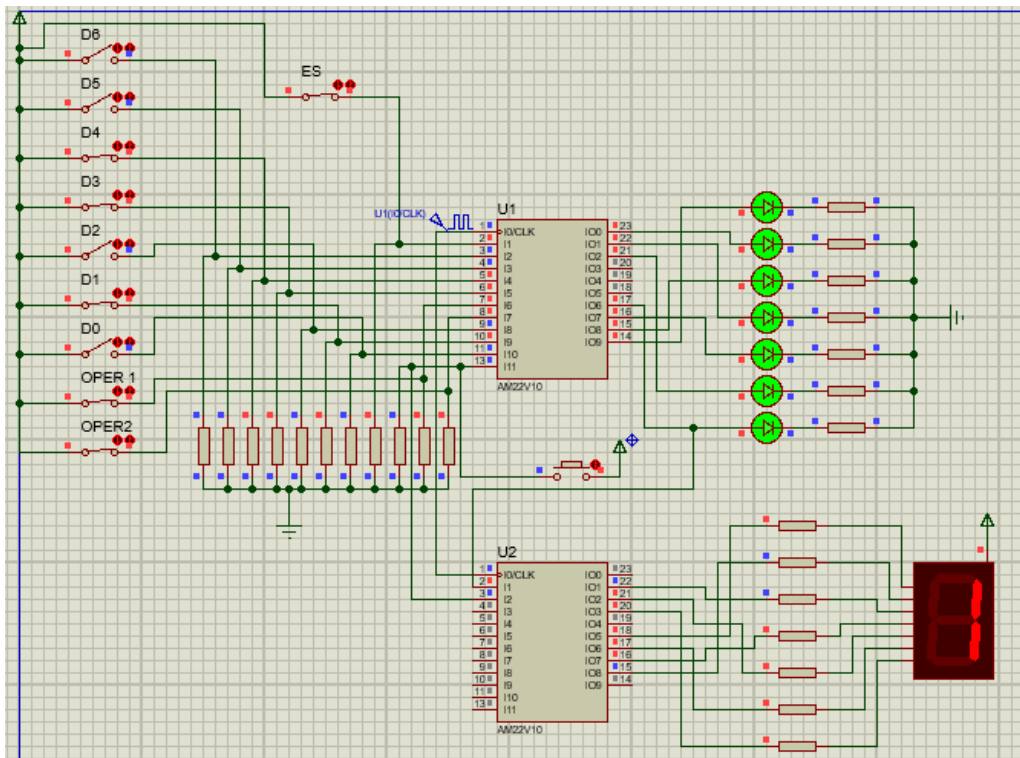 D6
ES
D5
D4
D3
D2
D1
D0
OPER 1
OPER2
U1(I0/CLK)
U1
1 I0/CLK IO0 23
2 I1 IO1 22
3 I2 IO2 21
4 I3 IO3 20
5 I4 IO4 19
6 I5 IO5 18
7 I6 IO6 17
8 I7 IO7 16
9 I8 IO8 15
10 I9 IO9 14
11 I10
13 I11
AM22V10
U2
1 I0/CLK IO0 23
2 I1 IO1 22
3 I2 IO2 21
4 I3 IO3 20
5 I4 IO4 19
6 I5 IO5 18
7 I6 IO6 17
8 I7 IO7 16
9 I8 IO8 15
10 I9 IO9 14
11 I10
13 I11
AM22V10
1